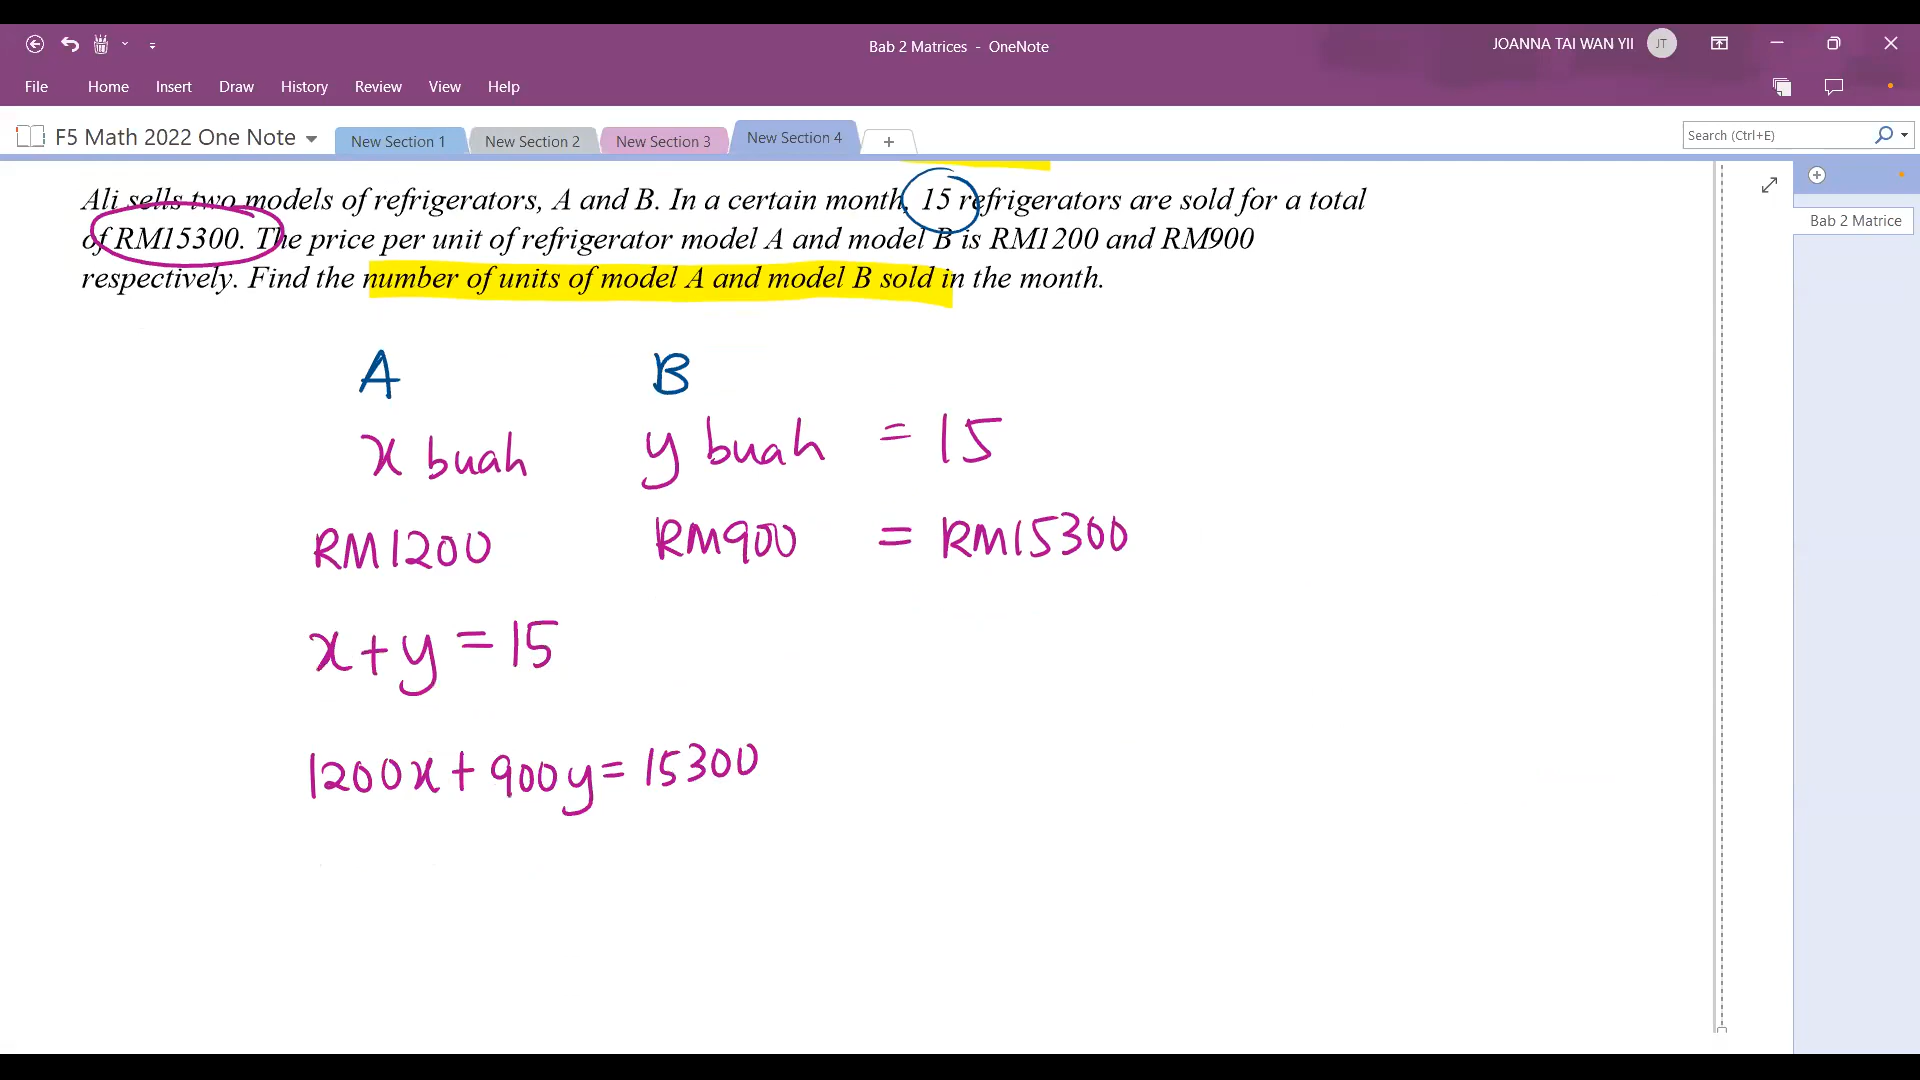 Bab 2 Matrices - OneNote
JOANNA TAI WAN YII JT
File Home Insert Draw History Review View Help
F5 Math 2022 One Note New Section 1 New Section 2 New Section 3 New Section 4 + Search (Ctrl+E)
Bab 2 Matrice
Ali sells two models of refrigerators, A and B. In a certain month, 15 refrigerators are sold for a total
of RM15300. The price per unit of refrigerator model A and model B is RM1200 and RM900
respectively. Find the number of units of model A and model B sold in the month.
A B
x buah y buah = 15
RM1200 RM900 = RM15300
x+y=15
1200x+900y=15300